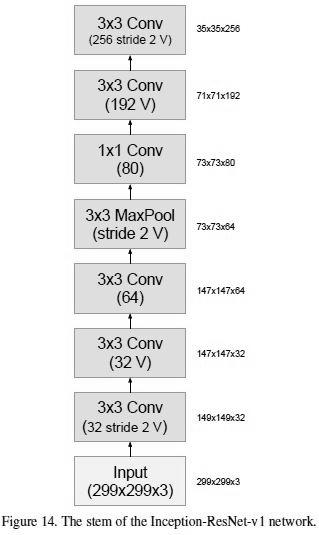 3x3 Conv
(256 stride 2 V)
35x35x256
3x3 Conv
(192 V)
71x71x192
1x1 Conv
(80)
73x73x80
3x3 MaxPool
(stride 2 V)
73x73x64
3x3 Conv
(64)
147x147x64
3x3 Conv
(32 V)
147x147x32
3x3 Conv
(32 stride 2 V)
149x149x32
Input
(299x299x3)
299x299x3
Figure 14. The stem of the Inception-ResNet-v1 network.